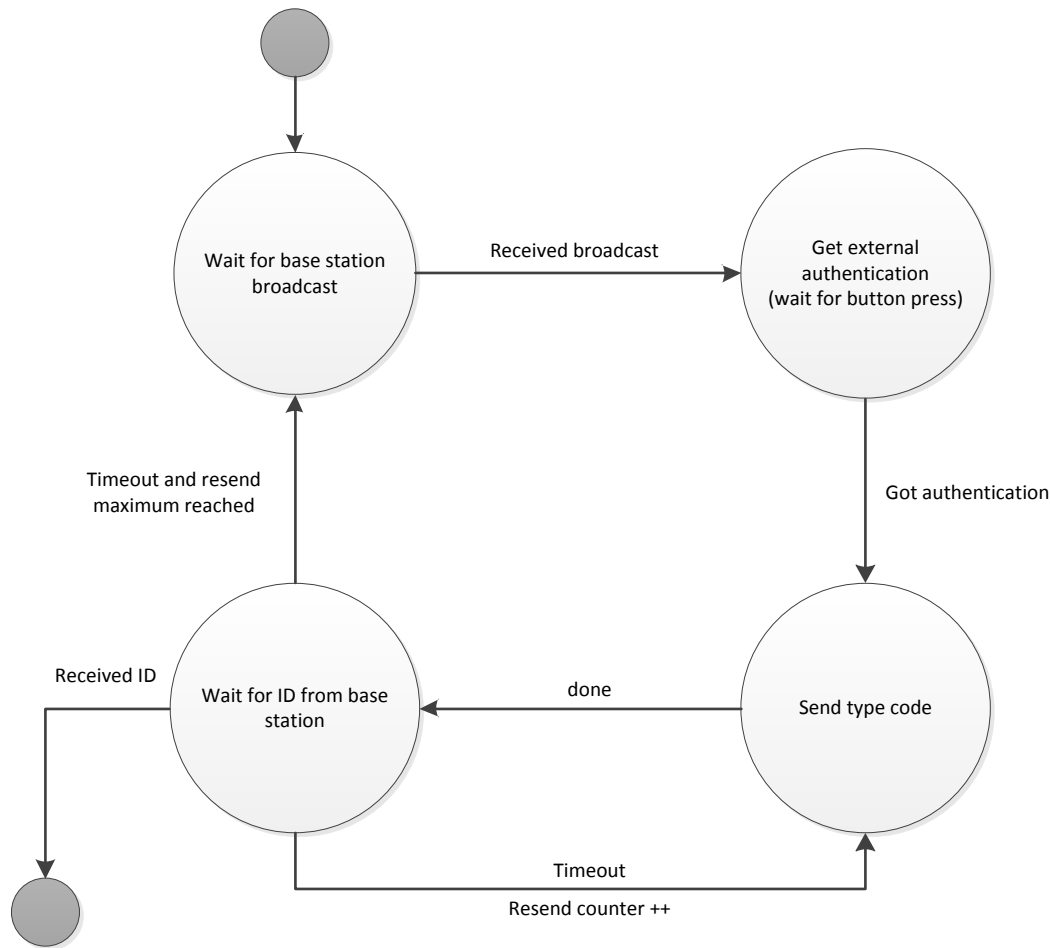 Wait for base station
broadcast
Received broadcast
Get external
authentication
(wait for button press)
Timeout and resend
maximum reached
Got authentication
Received ID
Wait for ID from base
station
done
Send type code
Timeout
Resend counter ++